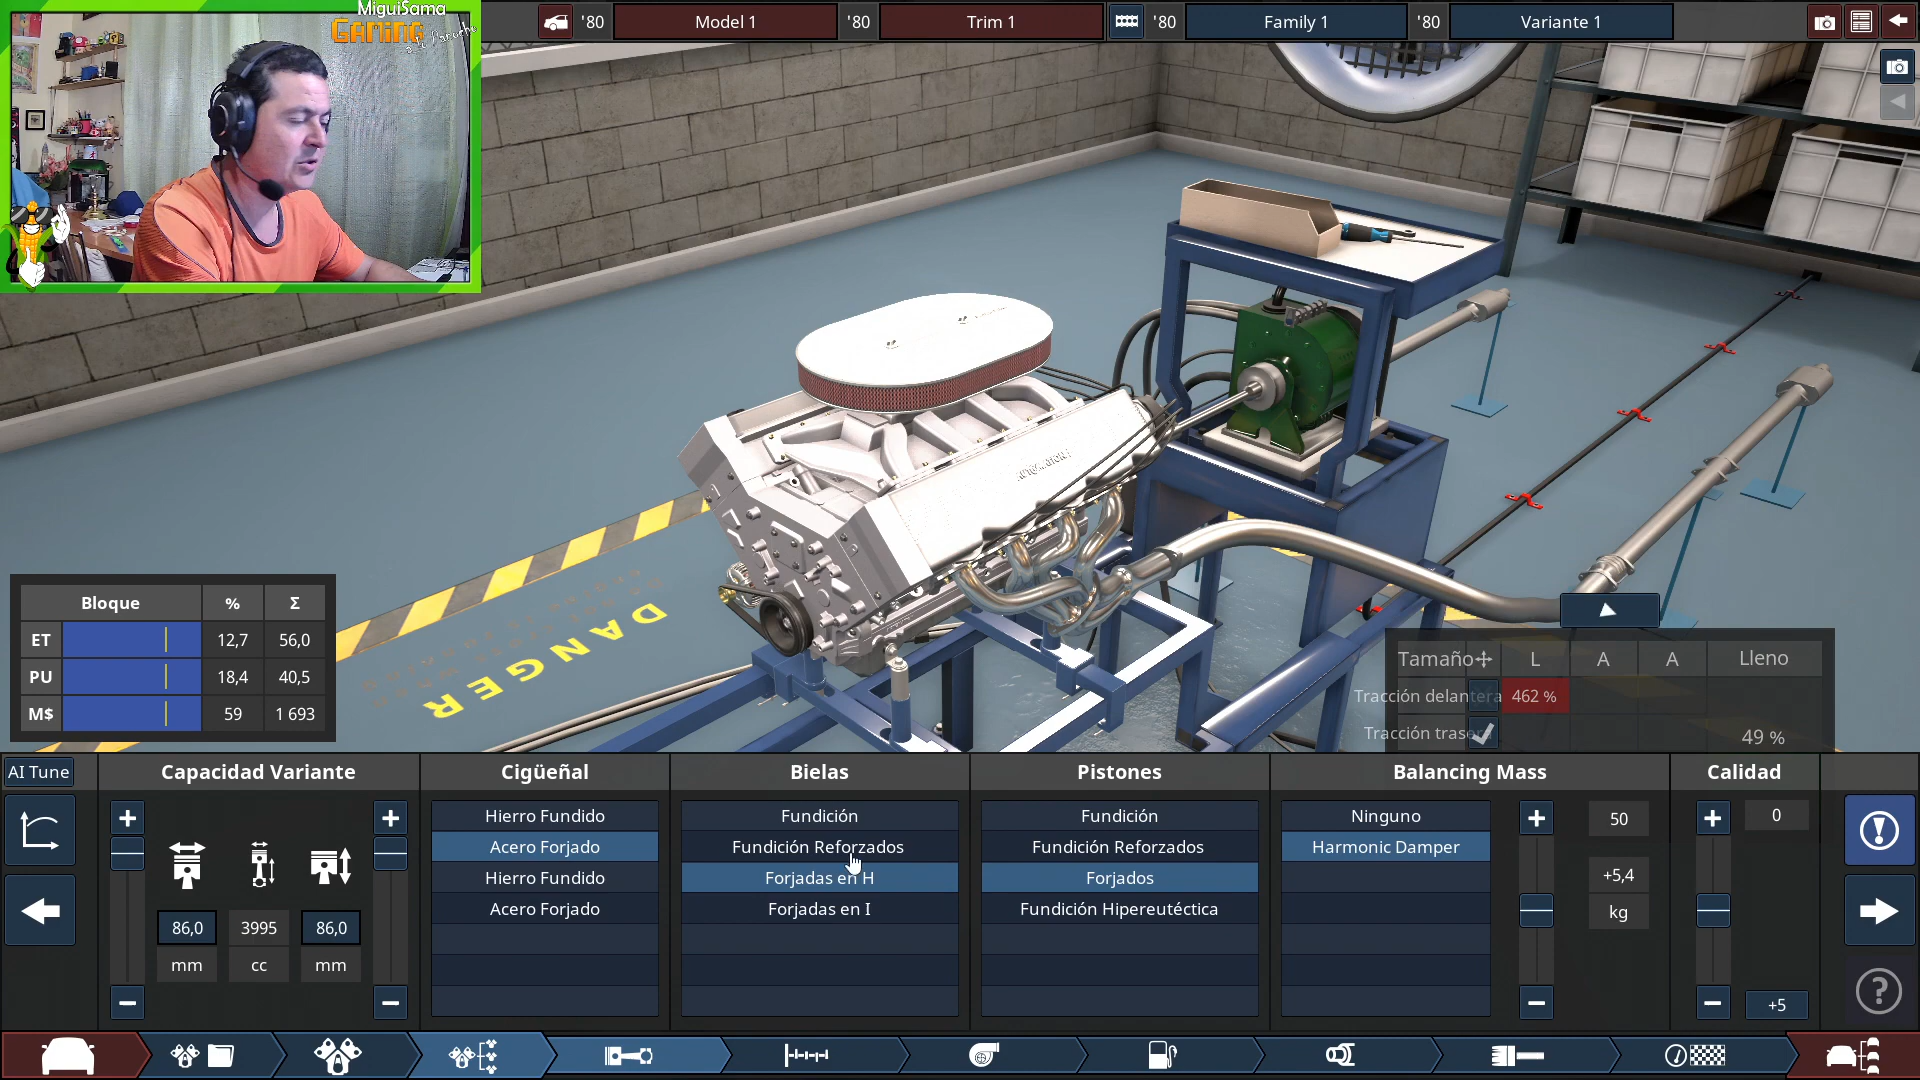 MiguiSama
GAMING
a lo Panocho
'80 Model 1 '80 Trim 1 '80 Family 1 '80 Variante 1
DANGER
Bloque % Σ
ET 12,7 56,0
PU 18,4 40,5
M$ 59 1 693
Tamaño L A A Lleno
Tracción delantera 462 %
Tracción trasera 49 %
AI Tune Capacidad Variante Cigüeñal Bielas Pistones Balancing Mass Calidad
Hierro Fundido Fundición Fundición Ninguno 50 0
Acero Forjado Fundición Reforzados Fundición Reforzados Harmonic Damper
Hierro Fundido Forjadas en H Forjados +5,4
Acero Forjado Forjadas en I Fundición Hipereutéctica kg
86,0 3995 86,0
mm cc mm
+5